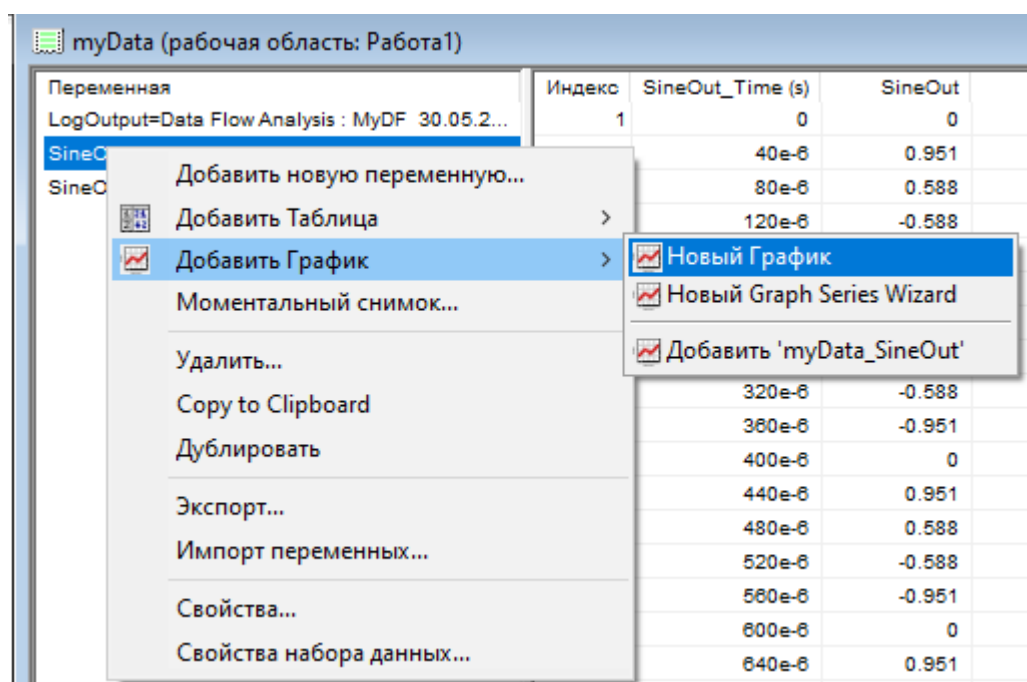 myData (рабочая область: Работа1)
Переменная Индекс SineOut_Time (s) SineOut
LogOutput=Data Flow Analysis : MyDF 30.05.2... 1 0 0
SineO 40e-6 0.951
SineO 80e-6 0.588
120e-6 -0.588
Добавить новую переменную...
Добавить Таблица >
Добавить График >
Моментальный снимок...
Удалить...
Copy to Clipboard
Дублировать
Экспорт...
Импорт переменных...
Свойства...
Свойства набора данных...
Новый График
Новый Graph Series Wizard
Добавить 'myData_SineOut'
320e-6 -0.588
360e-6 -0.951
400e-6 0
440e-6 0.951
480e-6 0.588
520e-6 -0.588
560e-6 -0.951
600e-6 0
640e-6 0.951